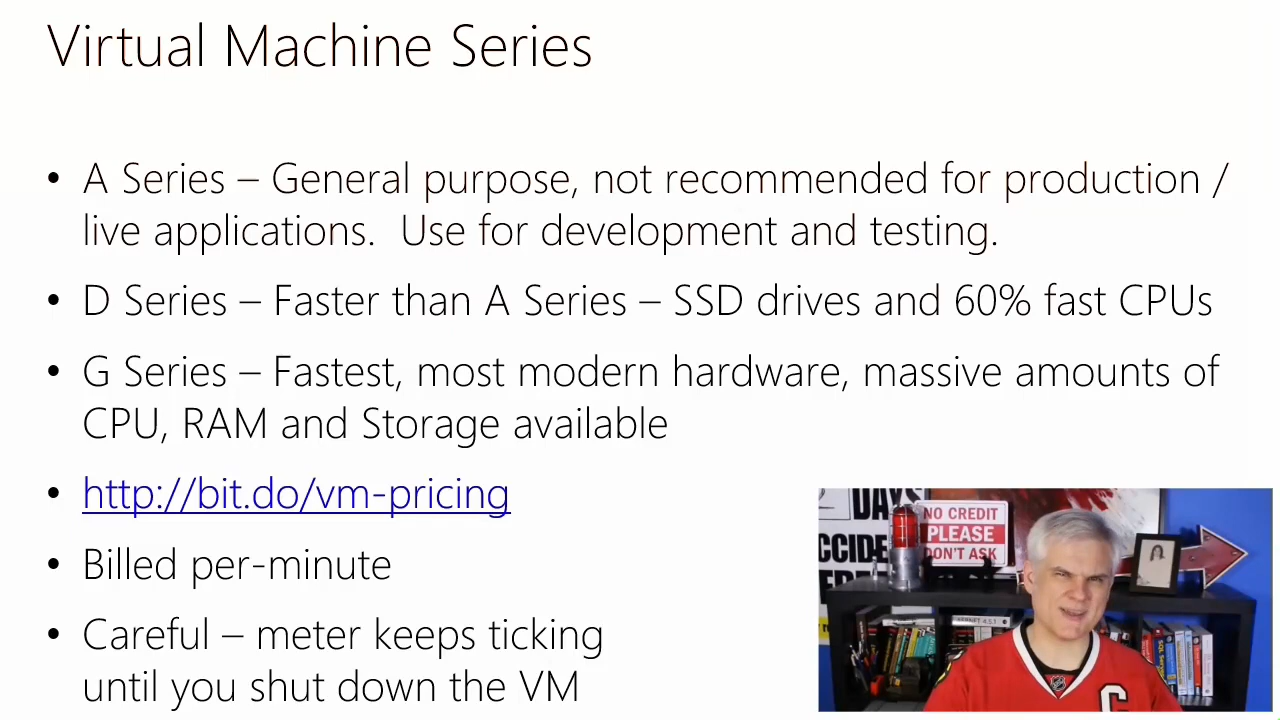 Virtual Machine Series
• A Series – General purpose, not recommended for production /
live applications.  Use for development and testing.
• D Series – Faster than A Series – SSD drives and 60% fast CPUs
• G Series – Fastest, most modern hardware, massive amounts of
CPU, RAM and Storage available
• http://bit.do/vm-pricing
• Billed per-minute
• Careful – meter keeps ticking
until you shut down the VM
DAYS
NO CREDIT
PLEASE
DON'T ASK
C